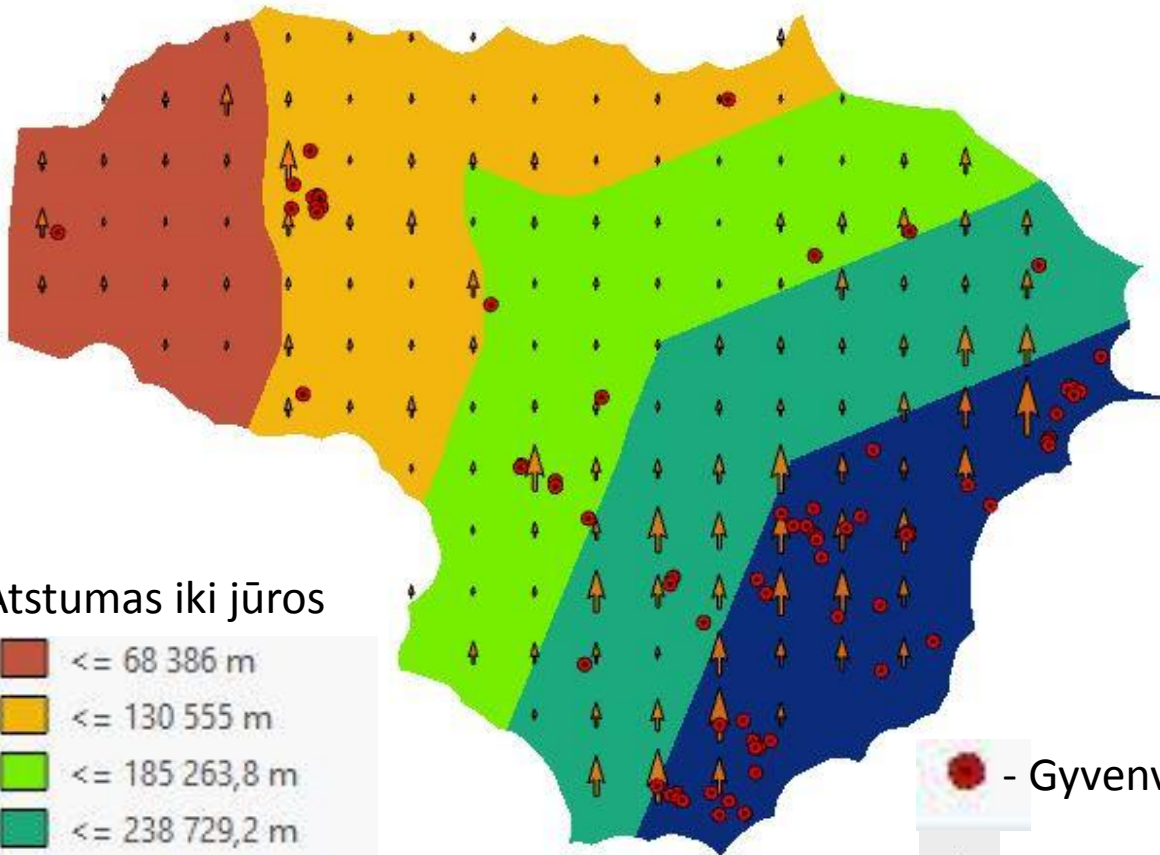 Atstumas iki jūros
<= 68 386 m
<= 130 555 m
<= 185 263,8 m
<= 238 729,2 m
- Gyvenv